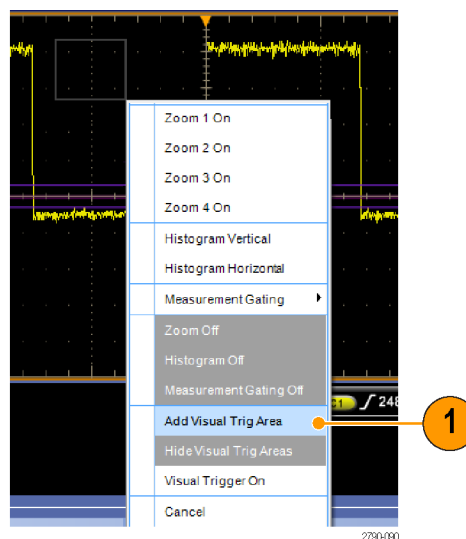 Zoom 1 On
Zoom 2 On
Zoom 3 On
Zoom 4 On
Histogram Vertical
Histogram Horizontal
Measurement Gating
Zoom Off
Histogram Off
Measurement Gating Off
Add Visual Trig Area
1
C1 248
Hide Visual Trig Areas
Visual Trigger On
Cancel
2790-090